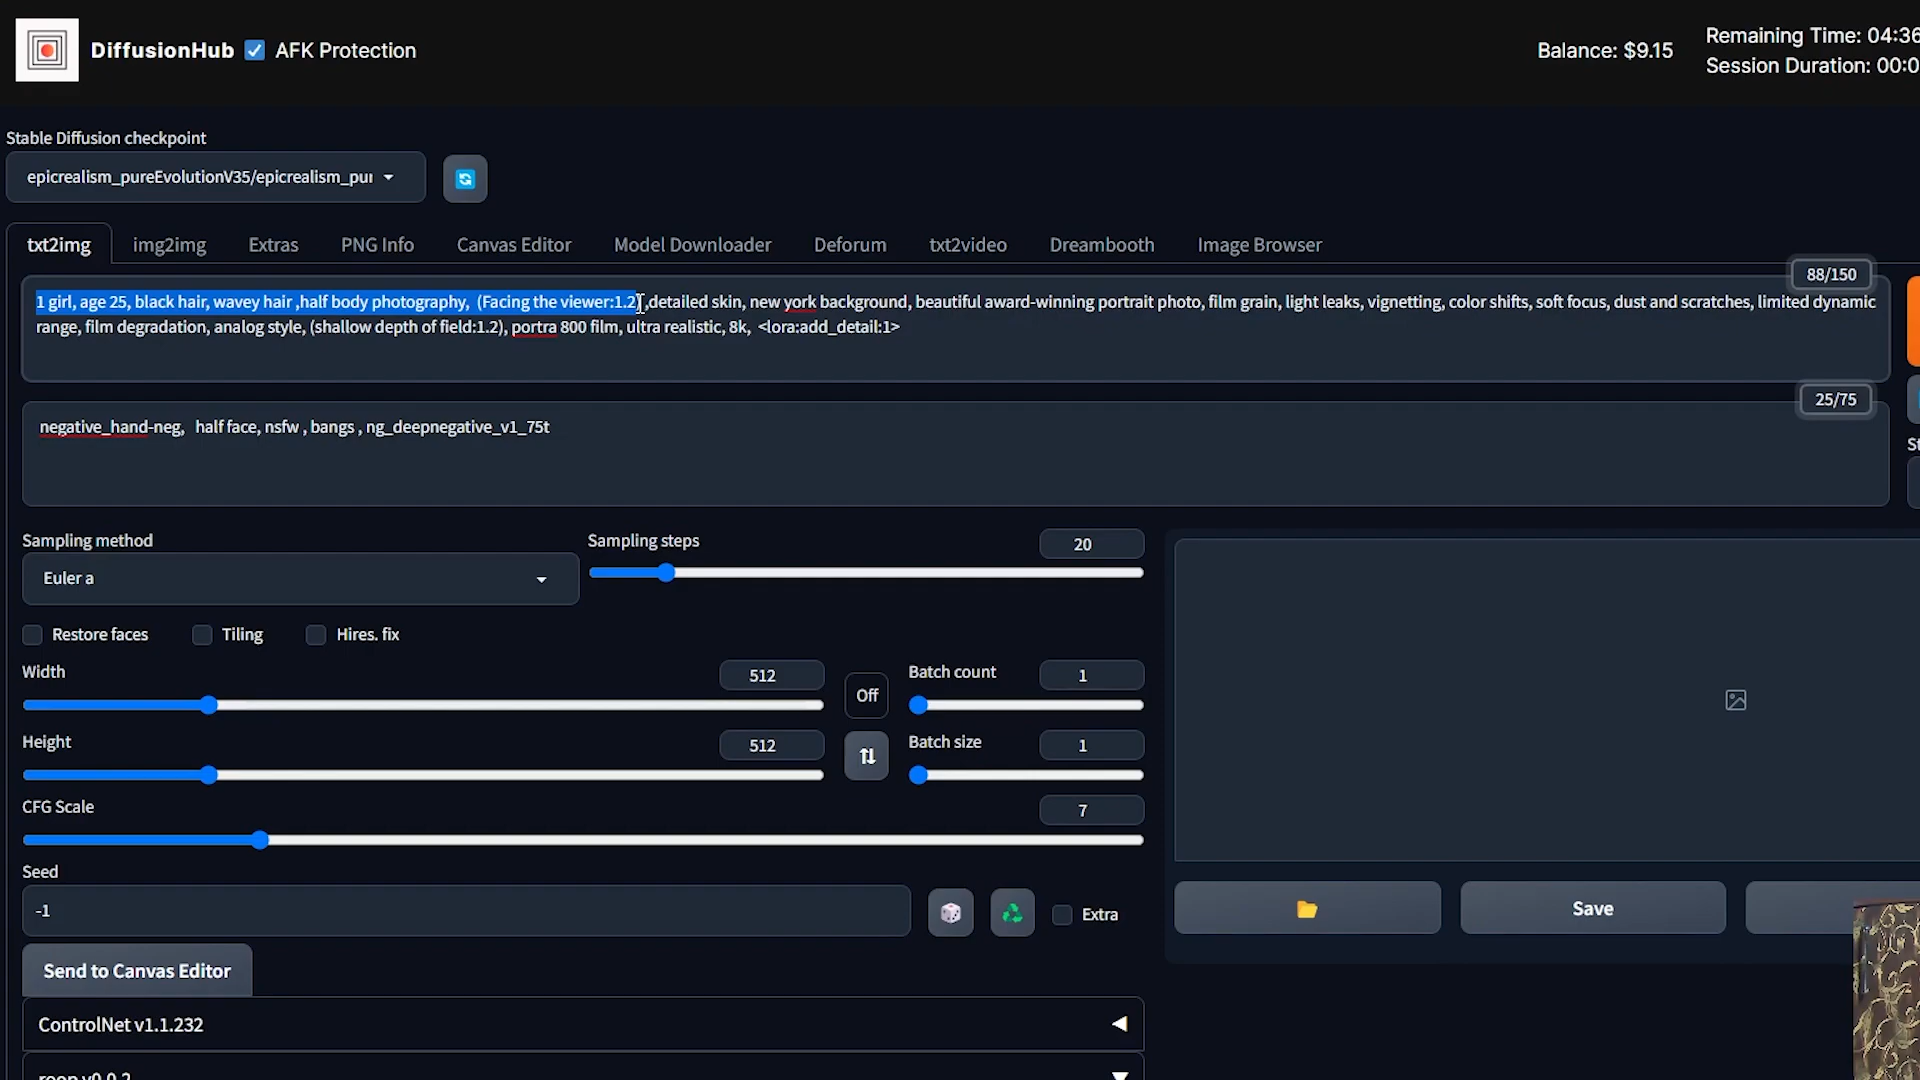 DiffusionHub AFK Protection
Balance: $9.15
Remaining Time: 04:36
Session Duration: 00:0
Stable Diffusion checkpoint
epicrealism_pureEvolutionV35/epicrealism_pur
txt2img img2img Extras PNG Info Canvas Editor Model Downloader Deforum txt2video Dreambooth Image Browser
88/150
1 girl, age 25, black hair, wavey hair ,half body photography,  (Facing the viewer:1.2) ,detailed skin, new york background, beautiful award-winning portrait photo, film grain, light leaks, vignetting, color shifts, soft focus, dust and scratches, limited dynamic
range, film degradation, analog style, (shallow depth of field:1.2), portra 800 film, ultra realistic, 8k,  <lora:add_detail:1>
25/75
negative_hand-neg,   half face, nsfw , bangs , ng_deepnegative_v1_75t
St
Sampling method
Euler a
Sampling steps
20
Restore faces Tiling Hires. fix
Width
512
Off
Batch count
1
Height
512
Batch size
1
CFG Scale
7
Seed
-1
Extra
Save
Send to Canvas Editor
ControlNet v1.1.232
roop v0.0.2